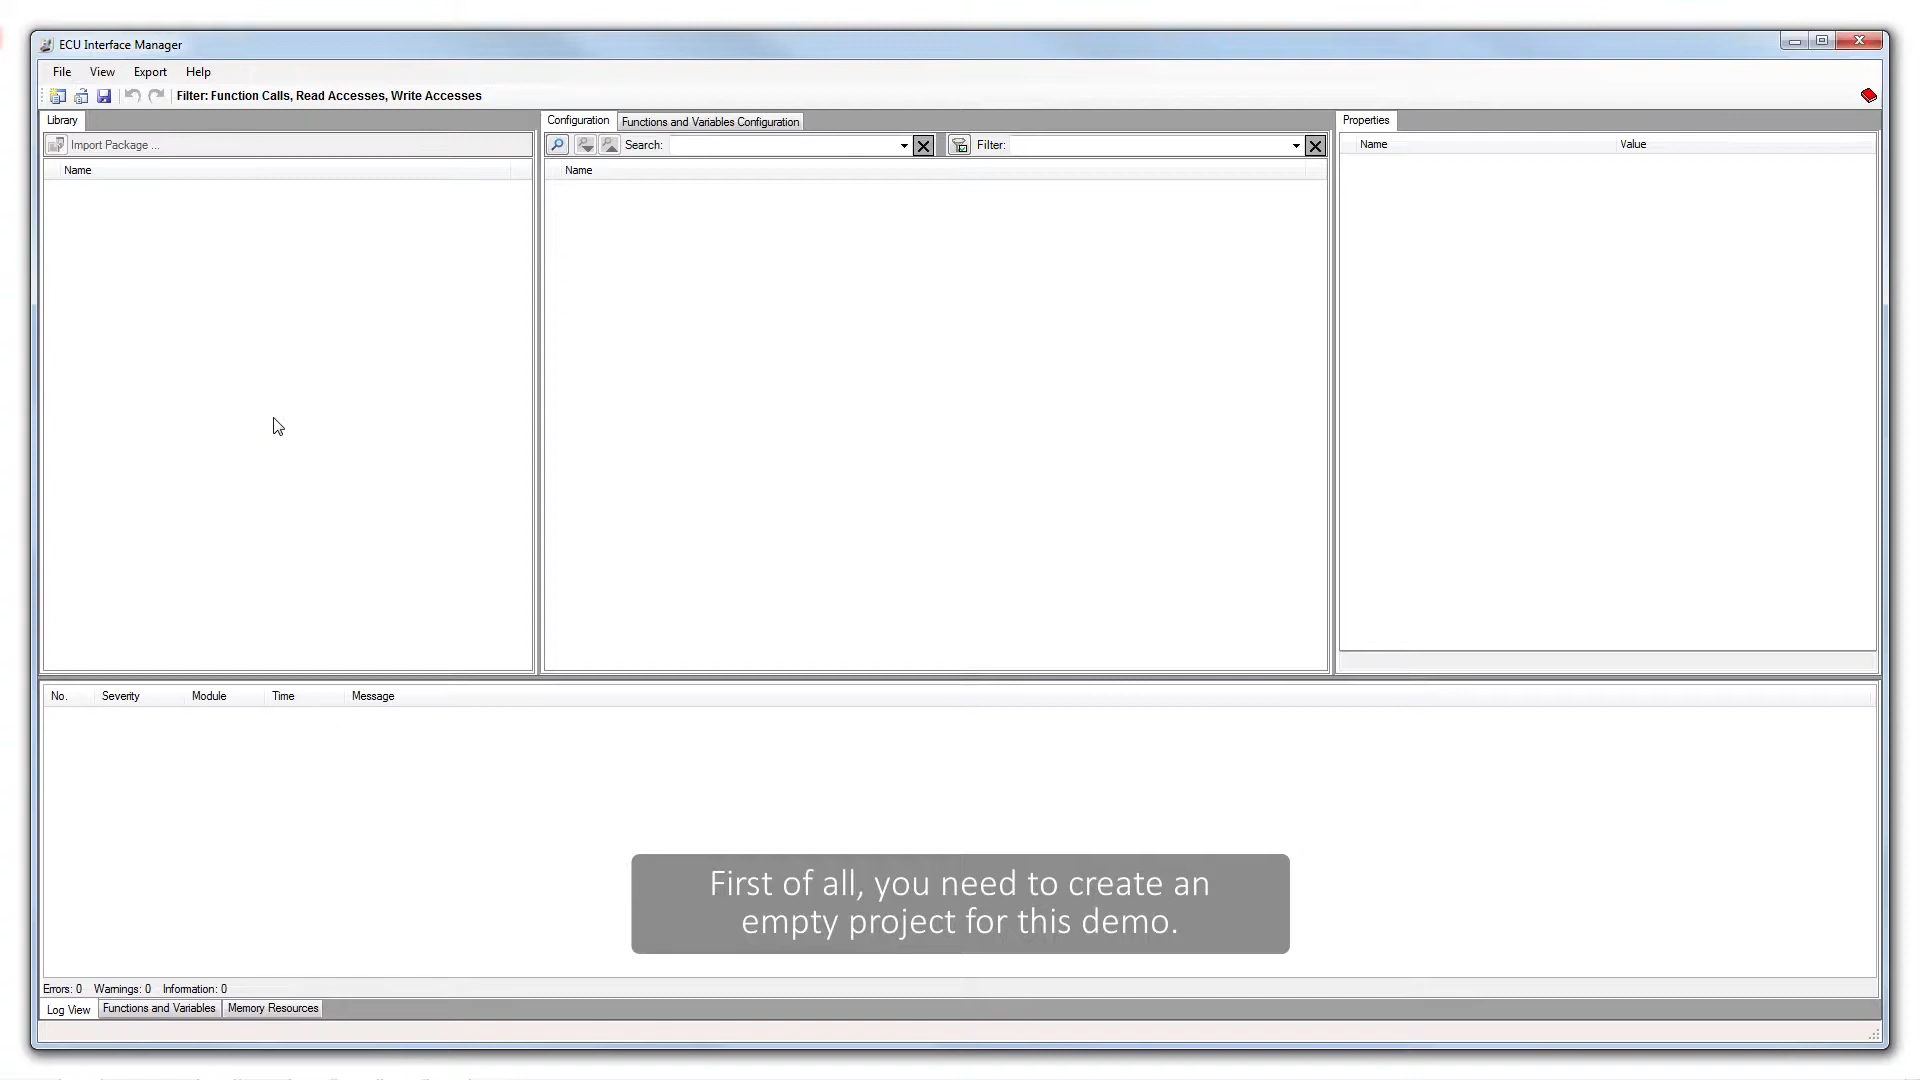 ECU Interface Manager
File View Export Help
Filter: Function Calls, Read Accesses, Write Accesses
Library
Configuration Functions and Variables Configuration
Properties
Import Package ...
Search:
Filter:
Name Value
Name
Name
No. Severity Module Time Message
First of all, you need to create an
empty project for this demo.
Errors: 0 Warnings: 0 Information: 0
Log View Functions and Variables Memory Resources